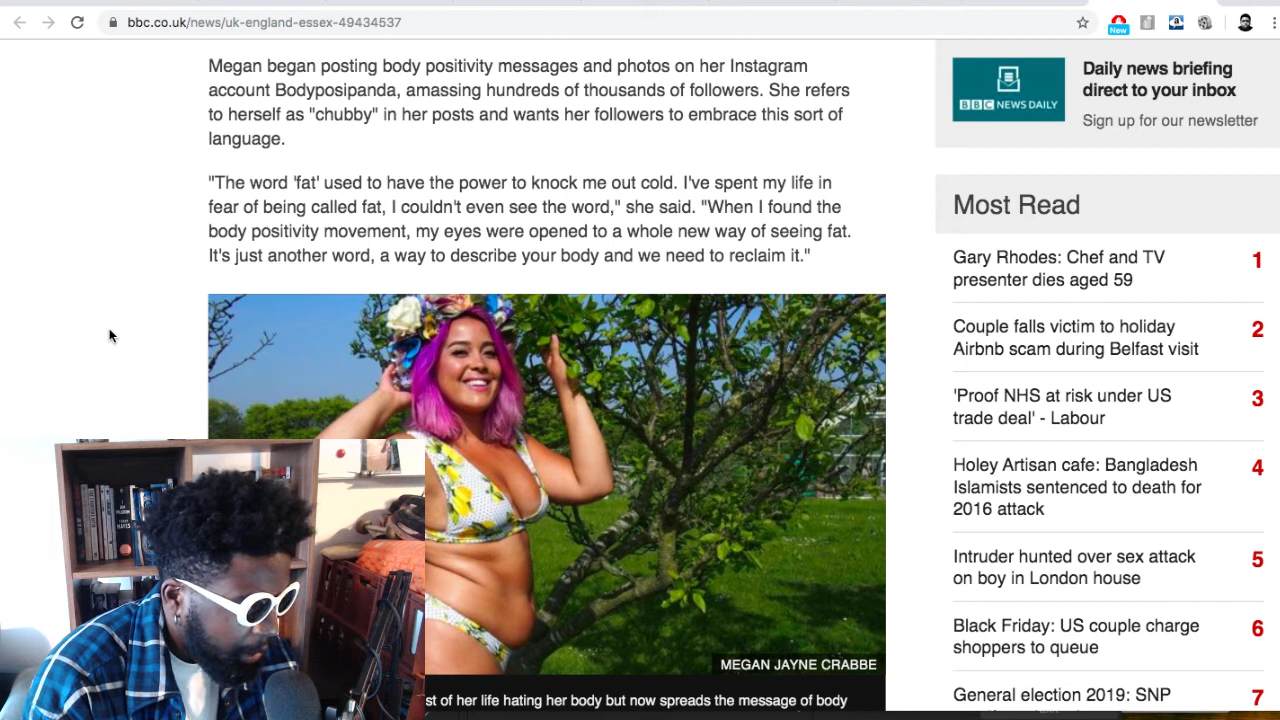 bbc.co.uk/news/uk-england-essex-49434537
New
Megan began posting body positivity messages and photos on her Instagram
account Bodyposipanda, amassing hundreds of thousands of followers. She refers
to herself as "chubby" in her posts and wants her followers to embrace this sort of
language.
"The word 'fat' used to have the power to knock me out cold. I've spent my life in
fear of being called fat, I couldn't even see the word," she said. "When I found the
body positivity movement, my eyes were opened to a whole new way of seeing fat.
It's just another word, a way to describe your body and we need to reclaim it."
MEGAN JAYNE CRABBE
st of her life hating her body but now spreads the message of body
BBC NEWS DAILY
Daily news briefing
direct to your inbox
Sign up for our newsletter
Most Read
Gary Rhodes: Chef and TV
presenter dies aged 59
1
Couple falls victim to holiday
Airbnb scam during Belfast visit
2
'Proof NHS at risk under US
trade deal' - Labour
3
Holey Artisan cafe: Bangladesh
Islamists sentenced to death for
2016 attack
4
Intruder hunted over sex attack
on boy in London house
5
Black Friday: US couple charge
shoppers to queue
6
General election 2019: SNP
7